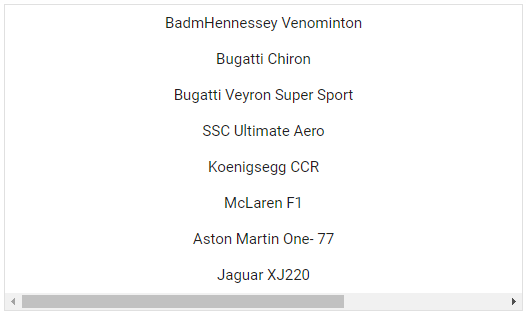 BadmHennessey Venominton
Bugatti Chiron
Bugatti Veyron Super Sport
SSC Ultimate Aero
Koenigsegg CCR
McLaren F1
Aston Martin One- 77
Jaguar XJ220